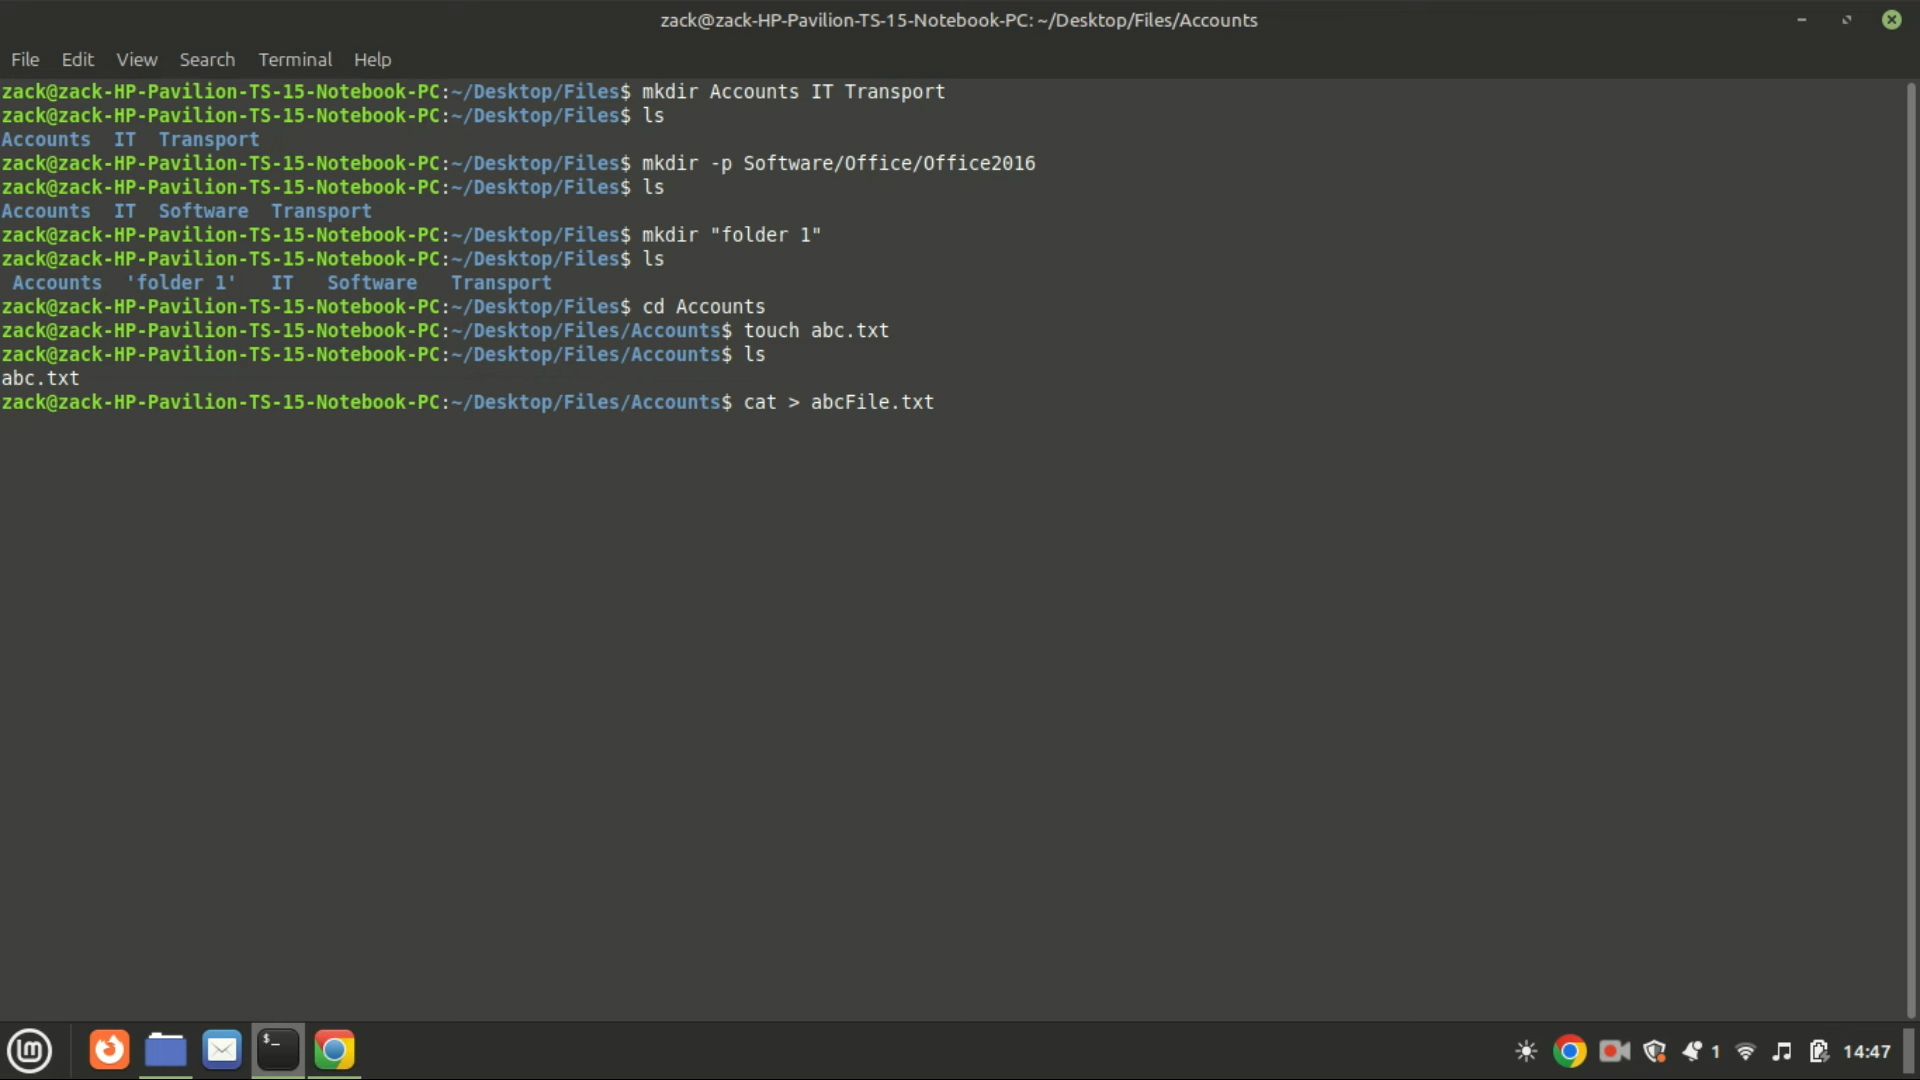 zack@zack-HP-Pavilion-TS-15-Notebook-PC: ~/Desktop/Files/Accounts
File Edit View Search Terminal Help
zack@zack-HP-Pavilion-TS-15-Notebook-PC:~/Desktop/Files$ mkdir Accounts IT Transport
zack@zack-HP-Pavilion-TS-15-Notebook-PC:~/Desktop/Files$ ls
Accounts  IT  Transport
zack@zack-HP-Pavilion-TS-15-Notebook-PC:~/Desktop/Files$ mkdir -p Software/Office/Office2016
zack@zack-HP-Pavilion-TS-15-Notebook-PC:~/Desktop/Files$ ls
Accounts  IT  Software  Transport
zack@zack-HP-Pavilion-TS-15-Notebook-PC:~/Desktop/Files$ mkdir "folder 1"
zack@zack-HP-Pavilion-TS-15-Notebook-PC:~/Desktop/Files$ ls
 Accounts  'folder 1'   IT   Software   Transport
zack@zack-HP-Pavilion-TS-15-Notebook-PC:~/Desktop/Files$ cd Accounts
zack@zack-HP-Pavilion-TS-15-Notebook-PC:~/Desktop/Files/Accounts$ touch abc.txt
zack@zack-HP-Pavilion-TS-15-Notebook-PC:~/Desktop/Files/Accounts$ ls
abc.txt
zack@zack-HP-Pavilion-TS-15-Notebook-PC:~/Desktop/Files/Accounts$ cat > abcFile.txt
lm $_ 1 14:47